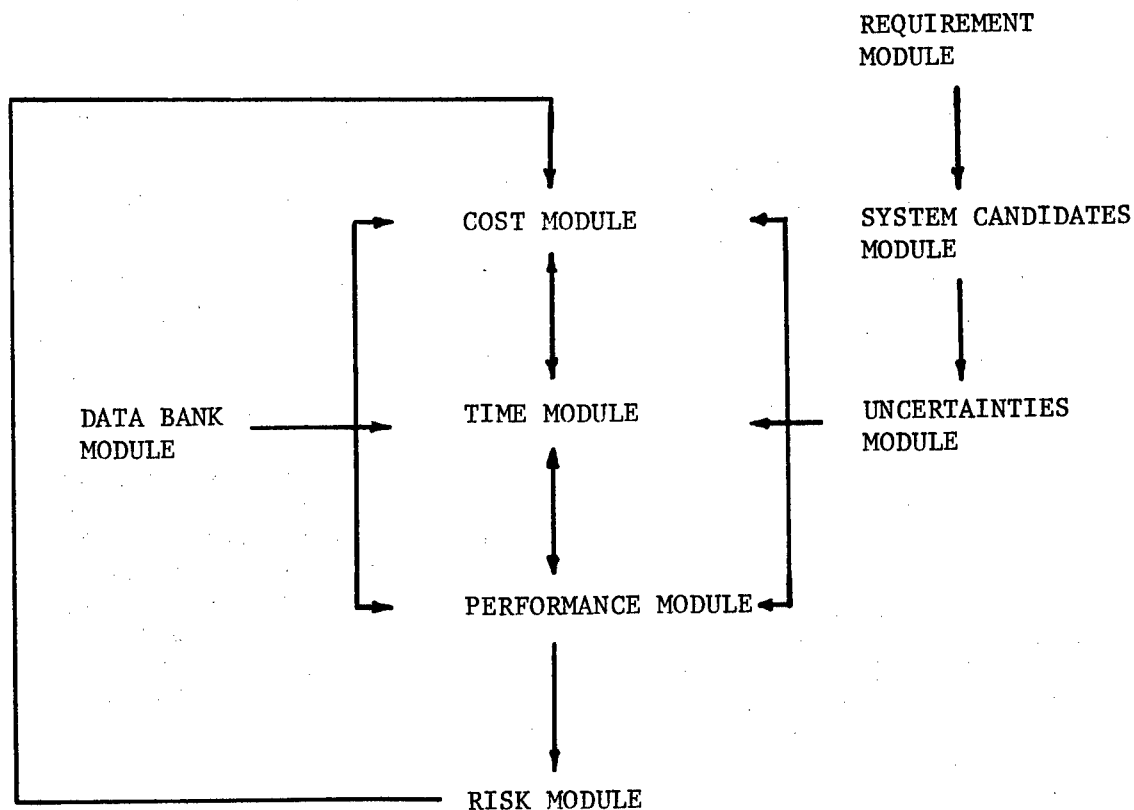 REQUIREMENT
MODULE
COST MODULE
SYSTEM CANDIDATES
MODULE
DATA BANK
MODULE
TIME MODULE
UNCERTAINTIES
MODULE
PERFORMANCE MODULE
RISK MODULE